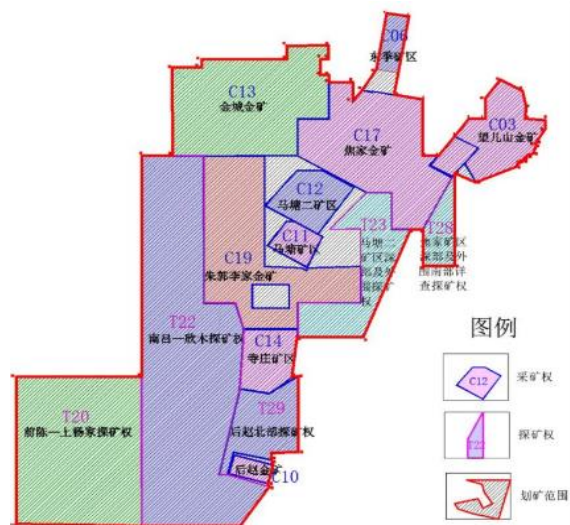 C06
东季矿区
C13
金城金矿
C17
焦家金矿
C03
望儿山金矿
C12
马塘二矿区
C11
马塘矿区
T23
马塘二
矿区深
部及外
围探矿
权
T28
焦家矿区
深部及外
围南部详
查探矿权
C19
朱郭李家金矿
T22
南吕—欣木探矿权
C14
寺庄矿区
T29
后赵北部探矿权
T20
前陈—上杨家探矿权
后赵金矿
C10
图例
C12
采矿权
T22
探矿权
划矿范围